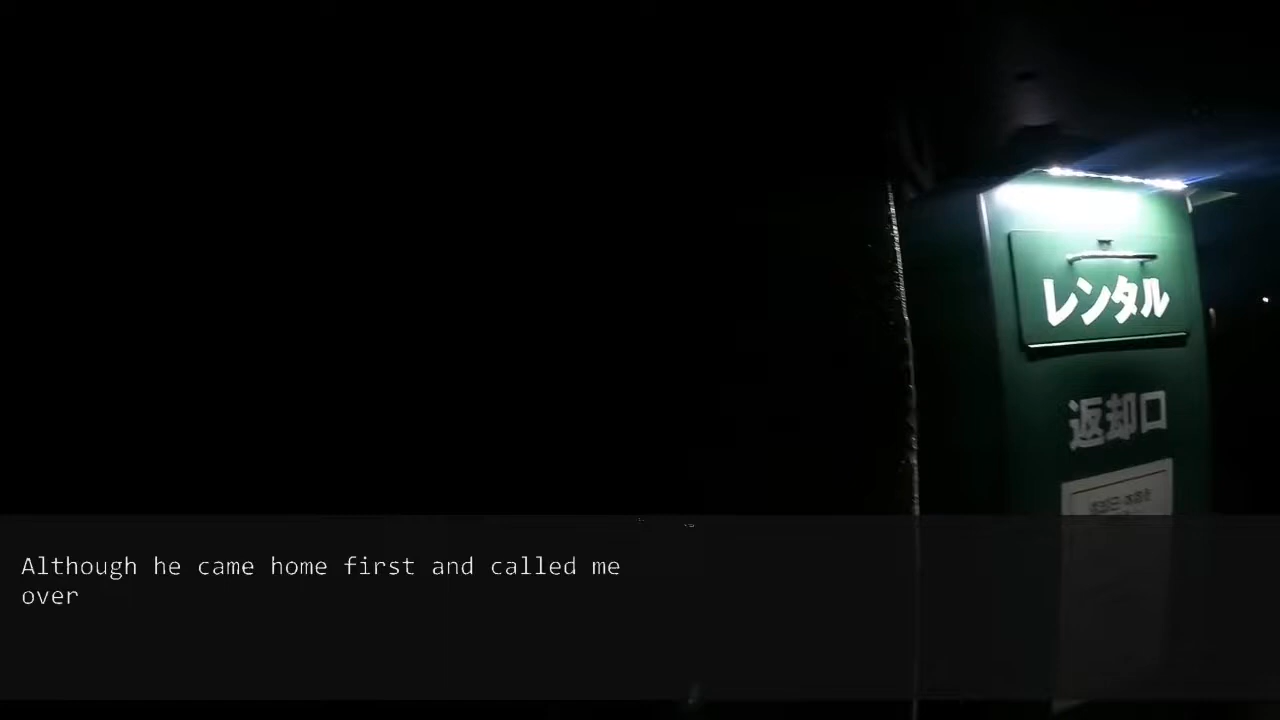 レンタル
返却口
Although he came home first and called me
over